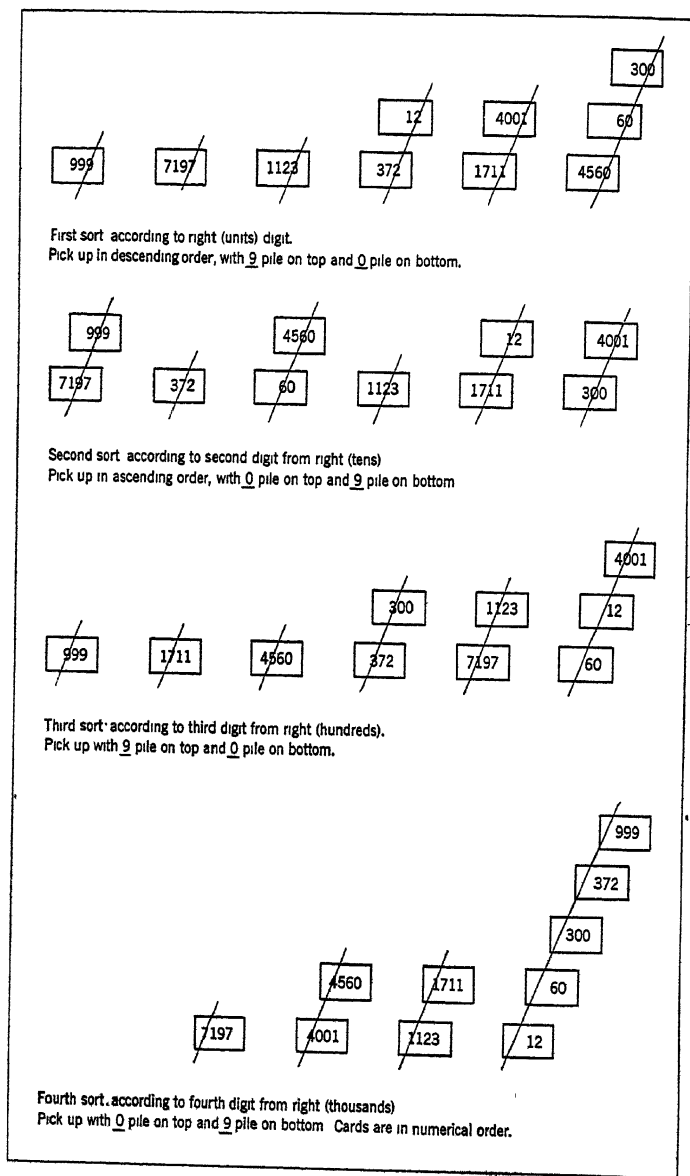 300
12 4001 60
999 7197 1123 372 1711 4560
First sort according to right (units) digit.
Pick up in descending order, with 9 pile on top and 0 pile on bottom.
999 4560 12 4001
7197 372 60 1123 1711 300
Second sort according to second digit from right (tens)
Pick up in ascending order, with 0 pile on top and 9 pile on bottom
4001
300 1123 12
999 1711 4560 372 7197 60
Third sort according to third digit from right (hundreds).
Pick up with 9 pile on top and 0 pile on bottom.
999
372
300
4560 1711 60
7197 4001 1123 12
Fourth sort according to fourth digit from right (thousands)
Pick up with 0 pile on top and 9 pile on bottom Cards are in numerical order.